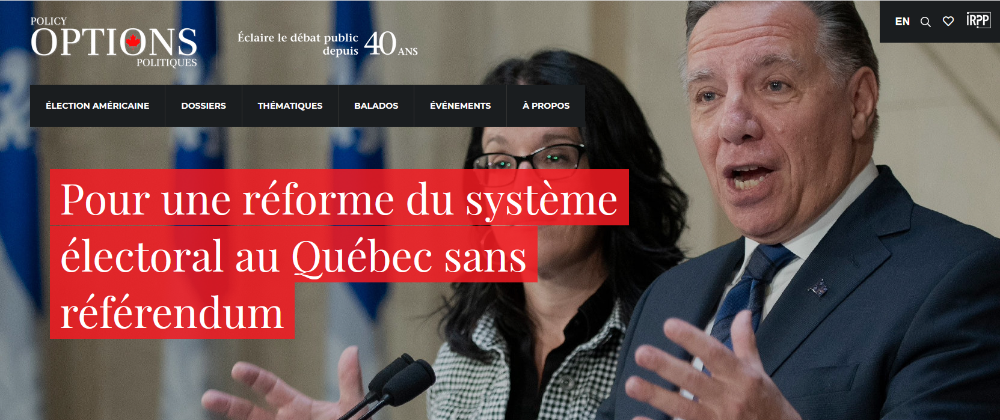 POLICY
OPTIONS
POLITIQUES
Éclaire le débat public
depuis 40 ANS
EN
IRPP
ÉLECTION AMÉRICAINE
DOSSIERS
THÉMATIQUES
BALADOS
ÉVÉNEMENTS
À PROPOS
Pour une réforme du système
électoral au Québec sans
référendum